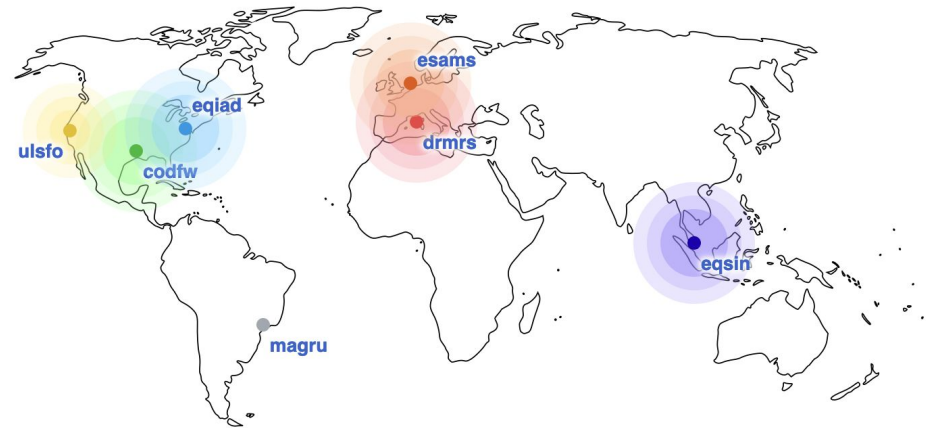 esams
eqiad
drmrs
ulsfo
codfw
eqsin
magru